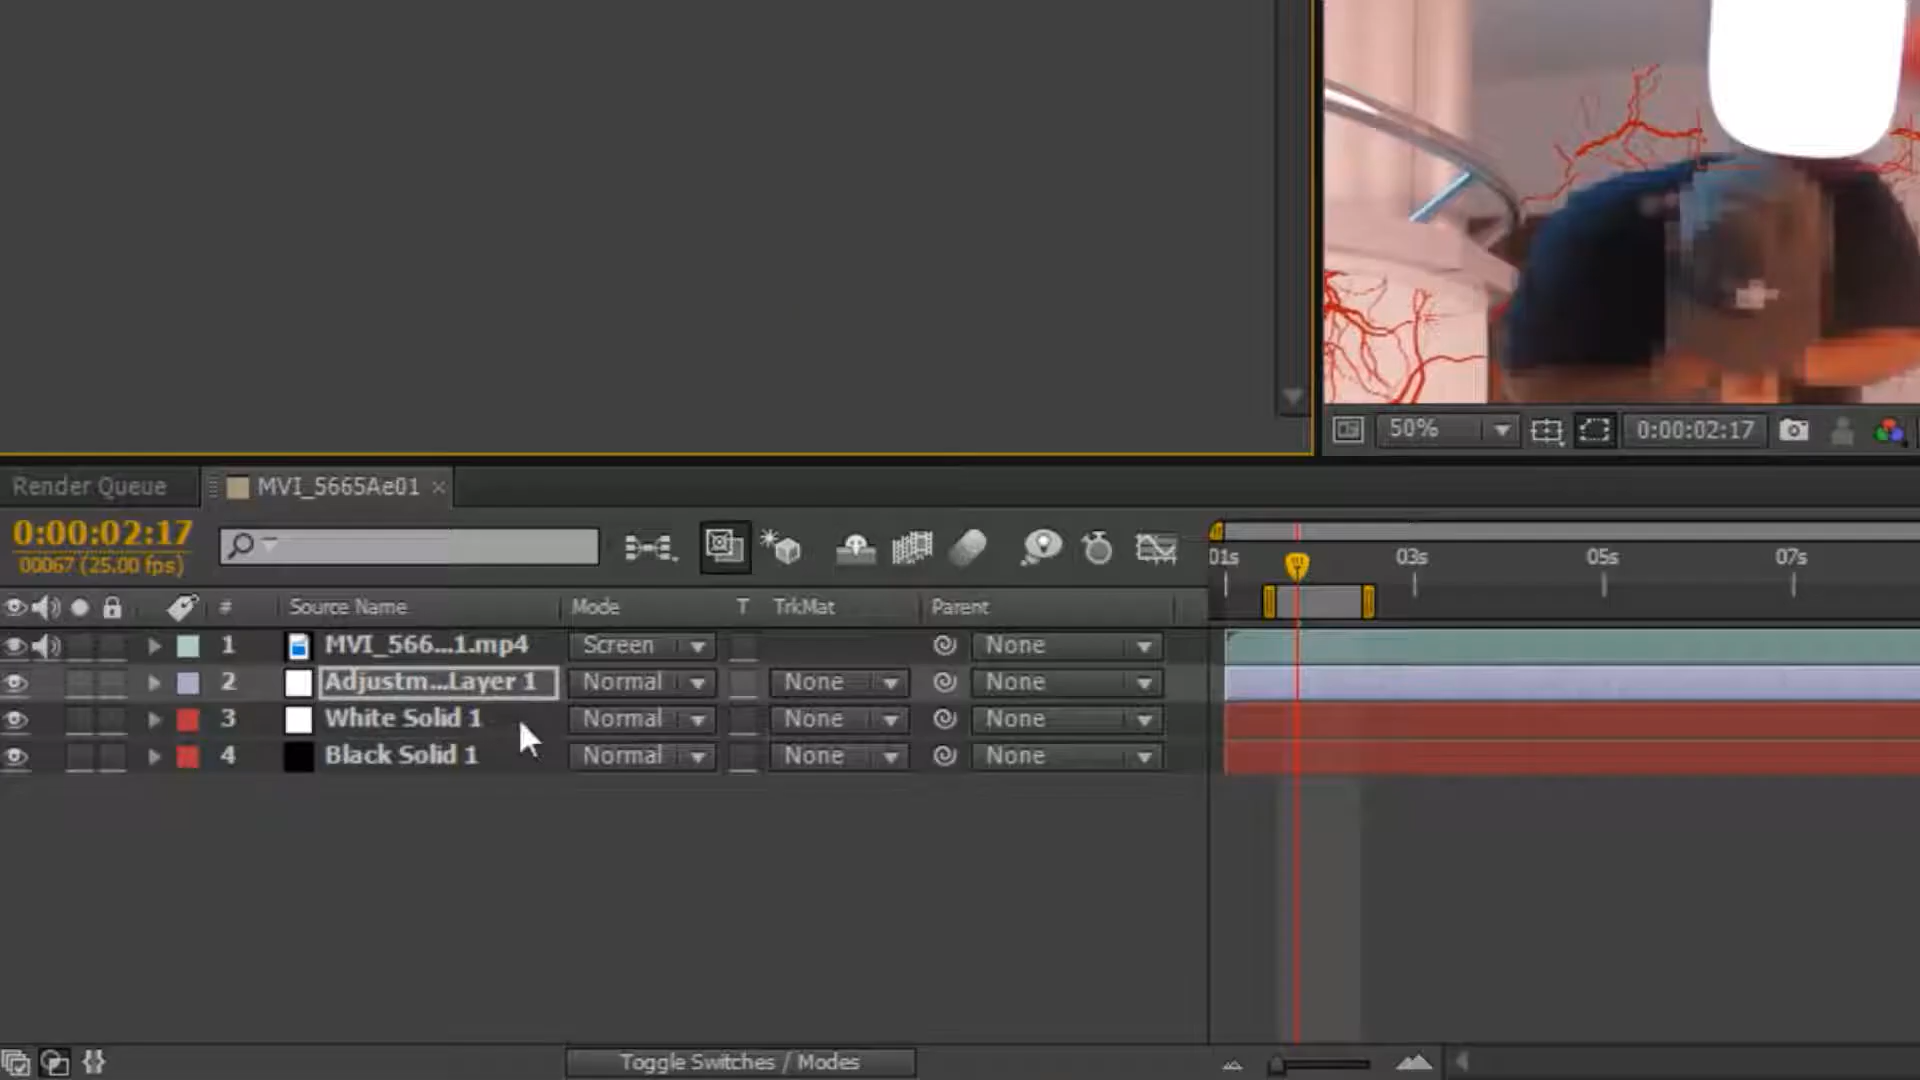 50%
0:00:02:17
Render Queue
MVI_5665Ae01
0:00:02:17
00067 (25.00 fps)
01s 03s 05s 07s
# Source Name Mode T TrkMat Parent
1 MVI_566...1.mp4 Screen None
2 Adjustm...Layer 1 Normal None None
3 White Solid 1 Normal None None
4 Black Solid 1 Normal None None
Toggle Switches / Modes